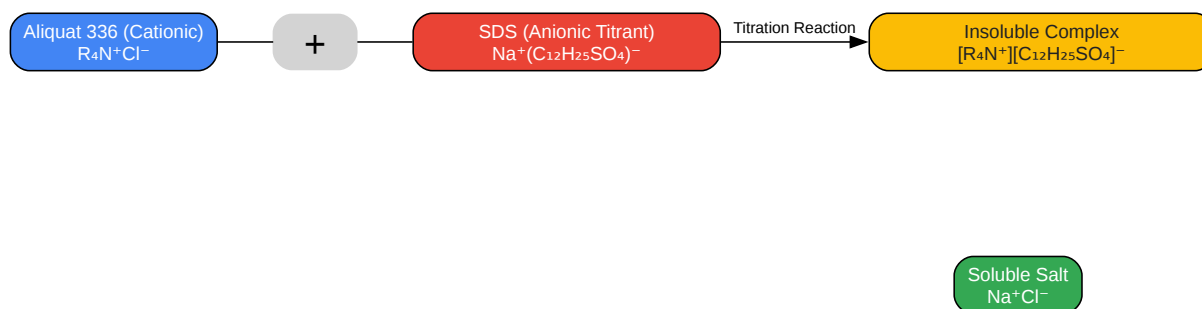 Aliquat 336 (Cationic)
R₄N⁺Cl⁻
+
SDS (Anionic Titrant)
Na⁺(C₁₂H₂₅SO₄)⁻
Titration Reaction
Insoluble Complex
[R₄N⁺][C₁₂H₂₅SO₄]⁻
Soluble Salt
Na⁺Cl⁻